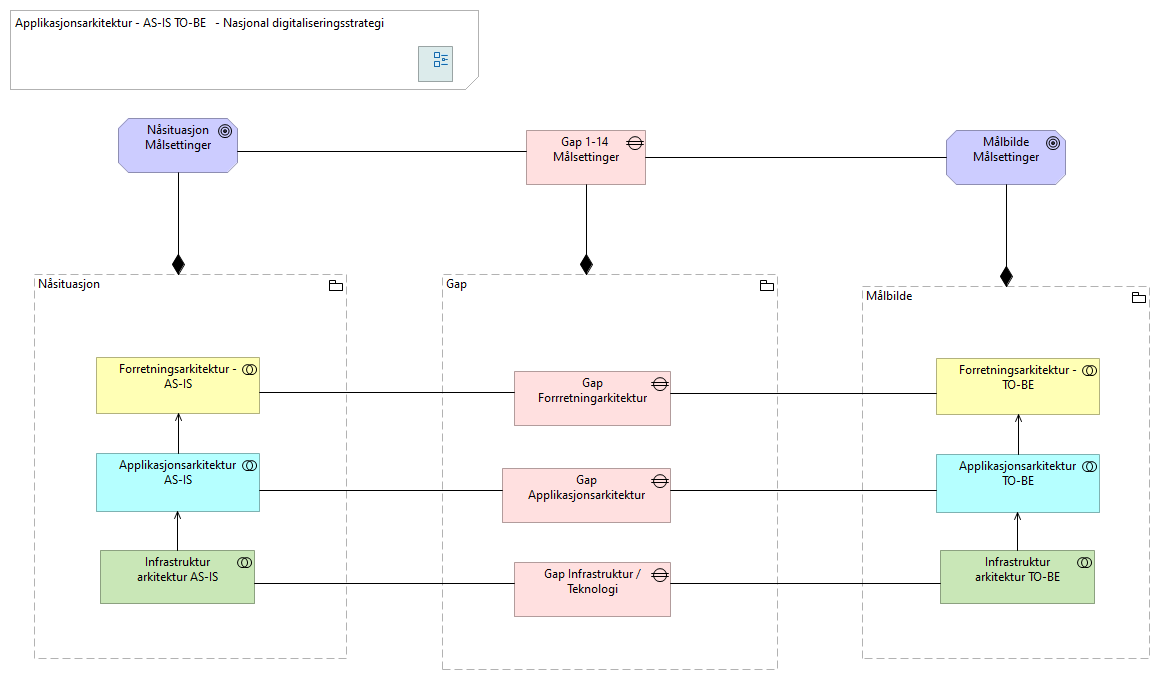 Applikasjonsarkitektur - AS-IS TO-BE   - Nasjonal digitaliseringsstrategi
Nåsituasjon
Målsettinger
Gap 1-14
Målsettinger
Målbilde
Målsettinger
Nåsituasjon
Forretningsarkitektur -
AS-IS
Applikasjonsarkitektur
AS-IS
Infrastruktur
arkitektur AS-IS
Gap
Gap
Forrretningarkitektur
Gap
Applikasjonsarkitektur
Gap Infrastruktur /
Teknologi
Målbilde
Forretningsarkitektur -
TO-BE
Applikasjonsarkitektur
TO-BE
Infrastruktur
arkitektur TO-BE